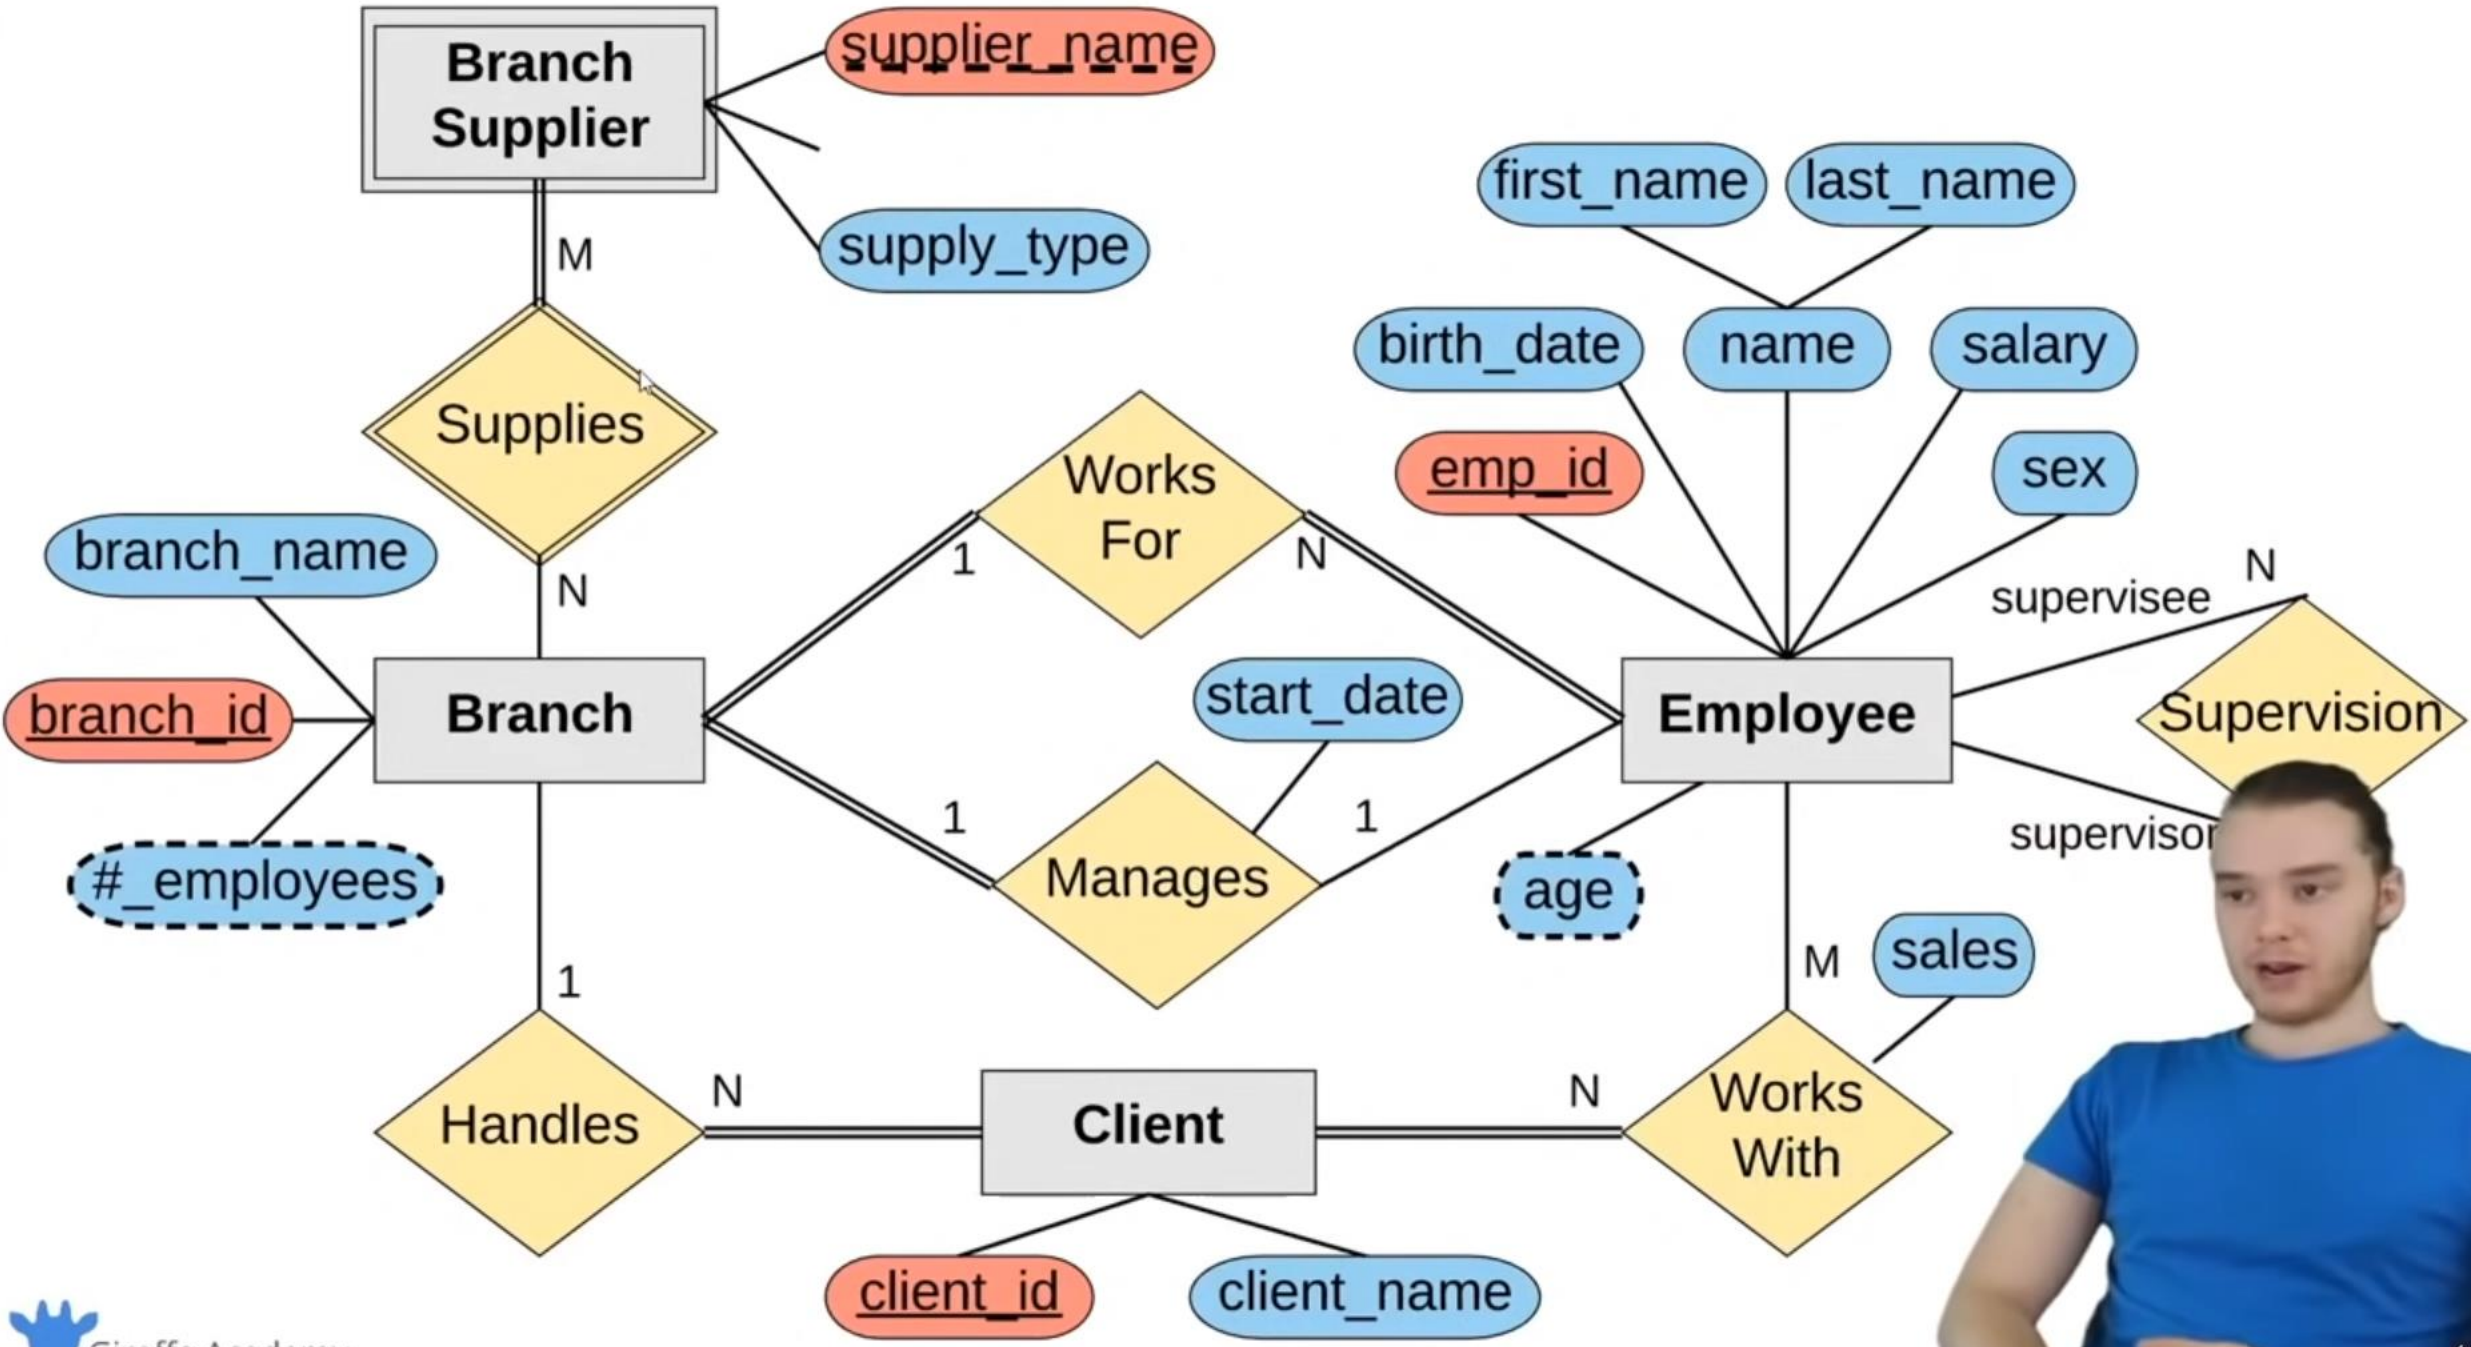 Branch
Supplier
supplier_name
supply_type
M
Supplies
N
first_name
last_name
birth_date
name
salary
emp_id
sex
Works
For
1
N
branch_name
branch_id
#_employees
Branch
start_date
Employee
supervisee
N
Supervision
supervisor
1
Manages
1
age
sales
M
1
Handles
N
Client
N
Works
With
client_id
client_name